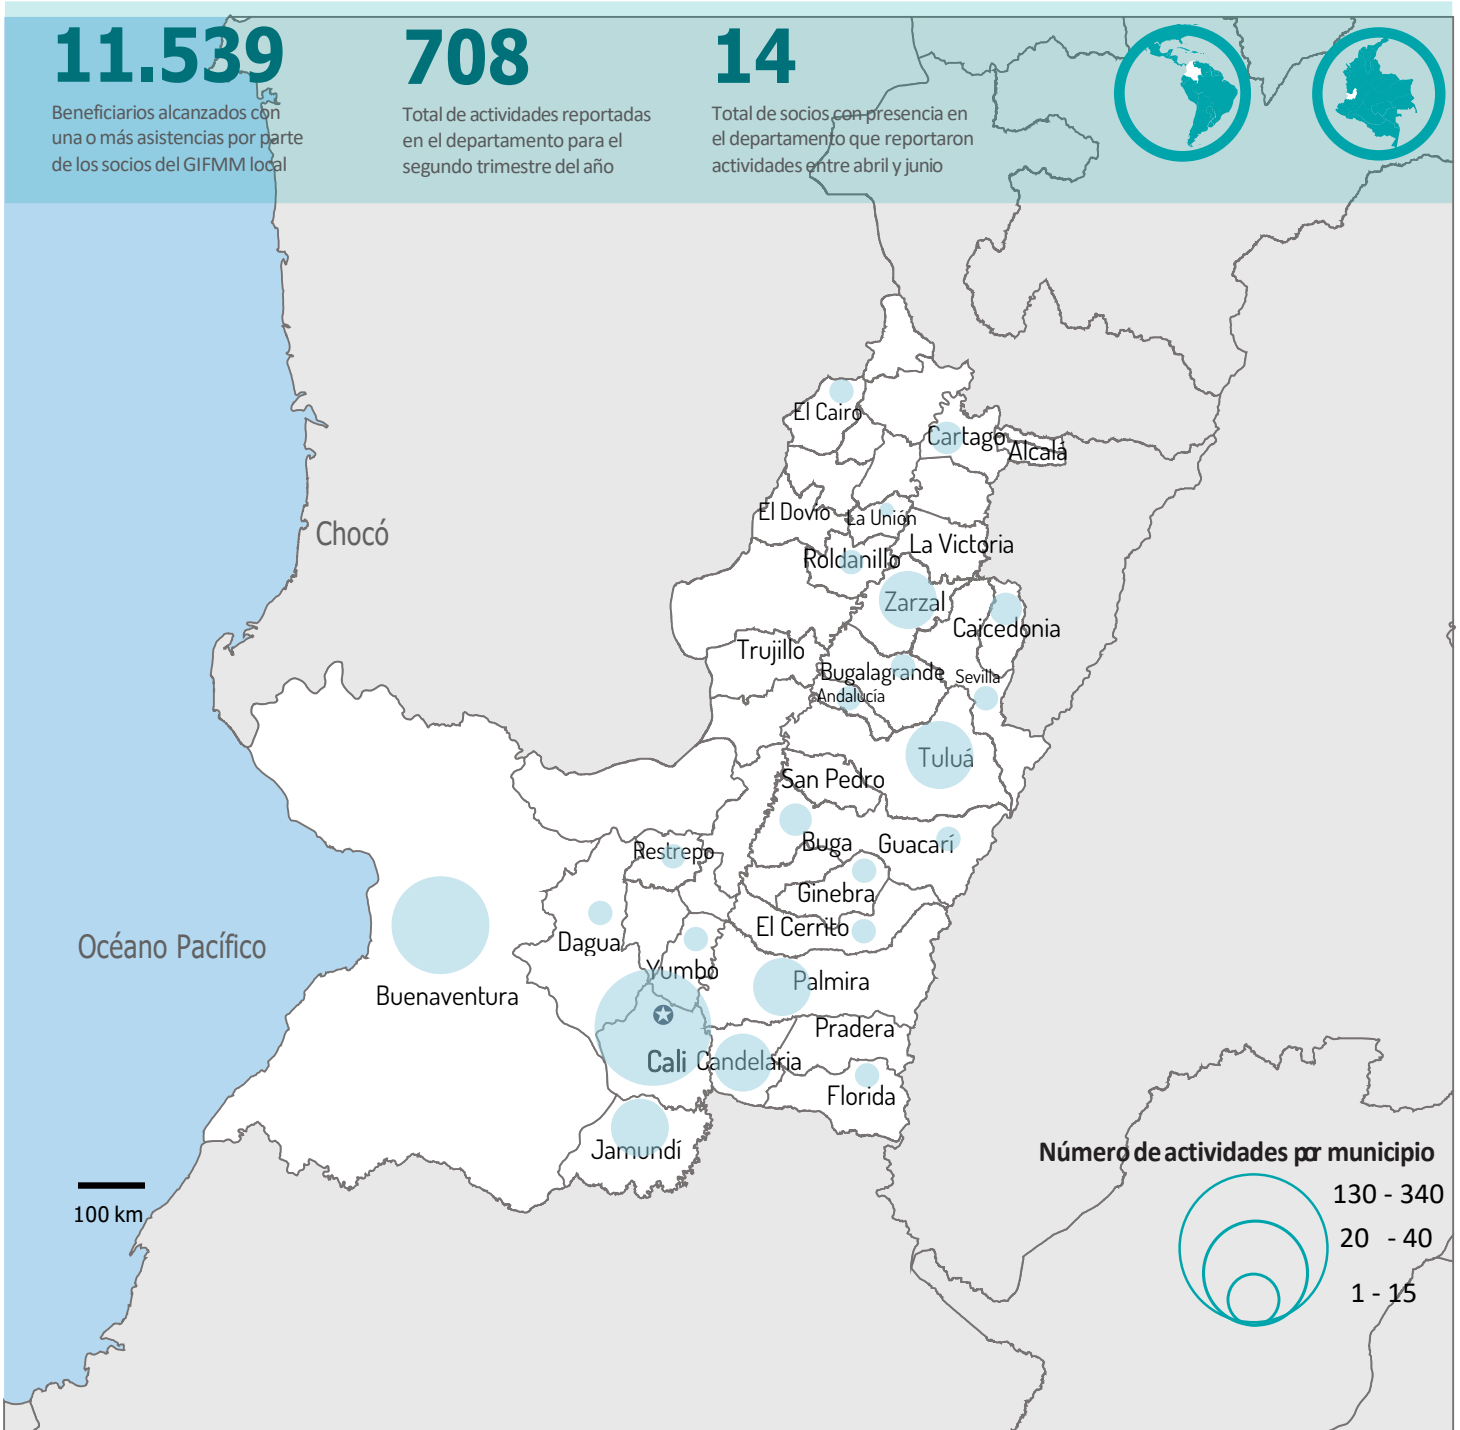 11.539
Beneficiarios alcanzados con
una o más asistencias por parte
de los socios del GIFMM local
708
Total de actividades reportadas
en el departamento para el
segundo trimestre del año
14
Total de socios con presencia en
el departamento que reportaron
actividades entre abril y junio
El Cairo
Cartago
Alcalá
El Dovio
La Unión
Chocó
La Victoria
Roldanillo
Zarzal
Caicedonia
Trujillo
Bugalagrande
Sevilla
Andalucía
Tuluá
San Pedro
Buga
Guacarí
Restrepo
Ginebra
El Cerrito
Dagua
Océano Pacífico
Yumbo
Palmira
Buenaventura
Pradera
Cali
Candelaria
Florida
Jamundí
100 km
Número de actividades por municipio
130 - 340
20 - 40
1 - 15